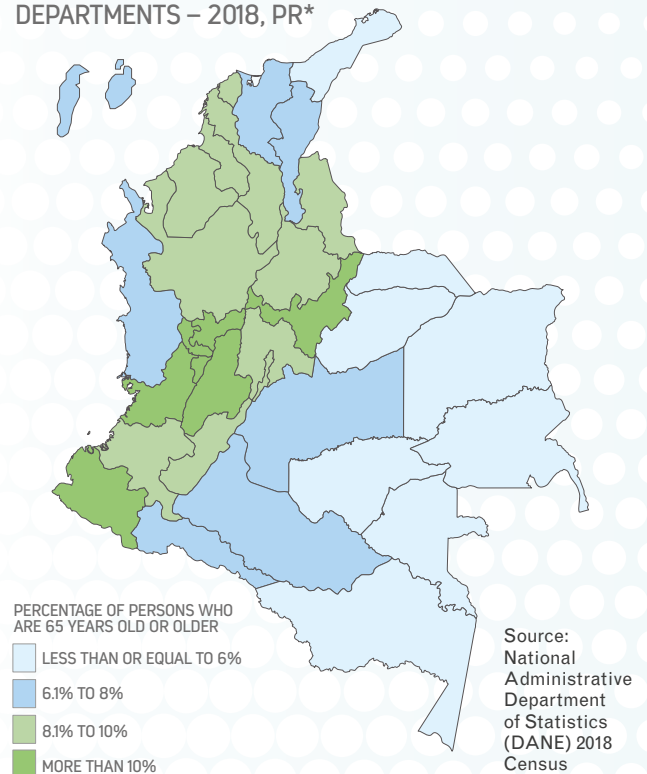 DEPARTMENTS – 2018, PR*
PERCENTAGE OF PERSONS WHO
ARE 65 YEARS OLD OR OLDER
LESS THAN OR EQUAL TO 6%
6.1% TO 8%
8.1% TO 10%
MORE THAN 10%
Source:
National
Administrative
Department
of Statistics
(DANE) 2018
Census